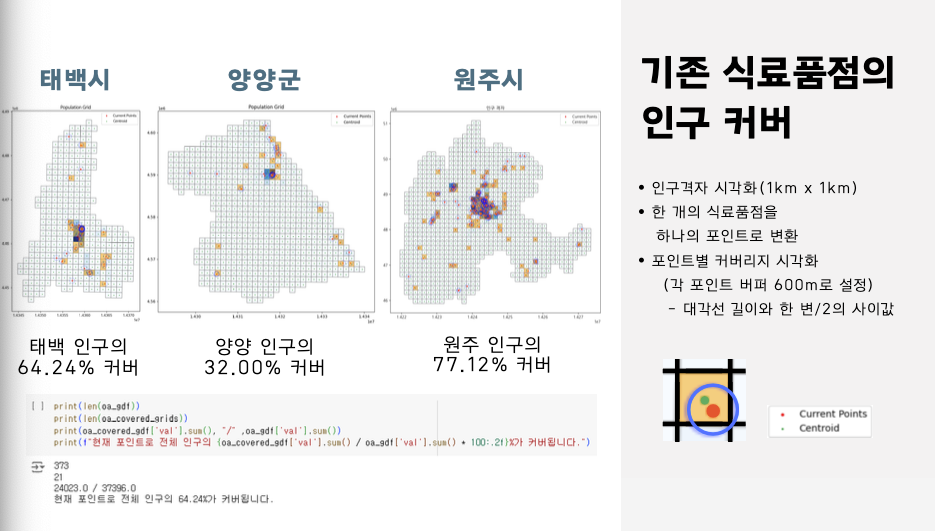 태백시
양양군
원주시
기존 식료품점의
인구 커버
Population Grid
Population Grid
Current Points
Centroid
Current Points
Centroid
Current Points
Centroid
• 인구격자 시각화(1km x 1km)
• 한 개의 식료품점을
하나의 포인트로 변환
• 포인트별 커버리지 시각화
(각 포인트 버퍼 600m로 설정)
- 대각선 길이와 한 변/2의 사이값
태백 인구의
64.24% 커버
양양 인구의
32.00% 커버
원주 인구의
77.12% 커버
[ ] print(len(oa_gdf))
print(len(oa_covered_grids))
print(oa_covered_gdf['val'].sum(), "/" ,oa_gdf['val'].sum())
print(f"현재 포인트로 전체 인구의 {oa_covered_gdf['val'].sum() / oa_gdf['val'].sum() * 100:.2f}%가 커버됩니다.")
373
21
24023.0 / 37396.0
현재 포인트로 전체 인구의 64.24%가 커버됩니다.
Current Points
Centroid